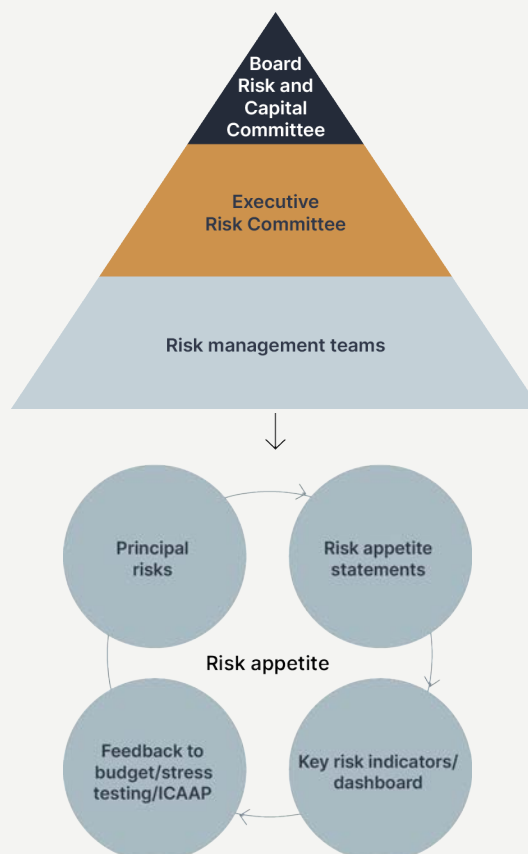 Board
Risk and
Capital
Committee
Executive
Risk Committee
Risk management teams
Principal
risks
Risk appetite
statements
Risk appetite
Feedback to
budget/stress
testing/ICAAP
Key risk indicators/
dashboard